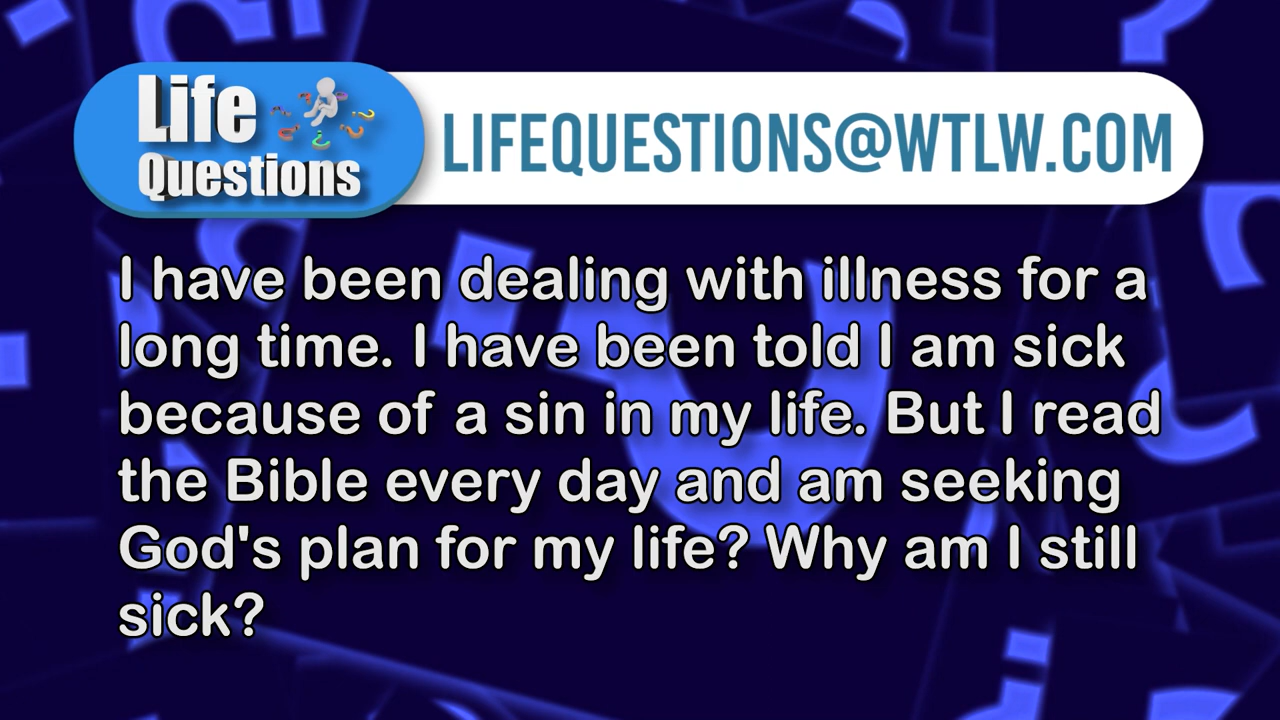 Life
Questions
LIFEQUESTIONS@WTLW.COM
I have been dealing with illness for a
long time. I have been told I am sick
because of a sin in my life. But I read
the Bible every day and am seeking
God's plan for my life? Why am I still
sick?